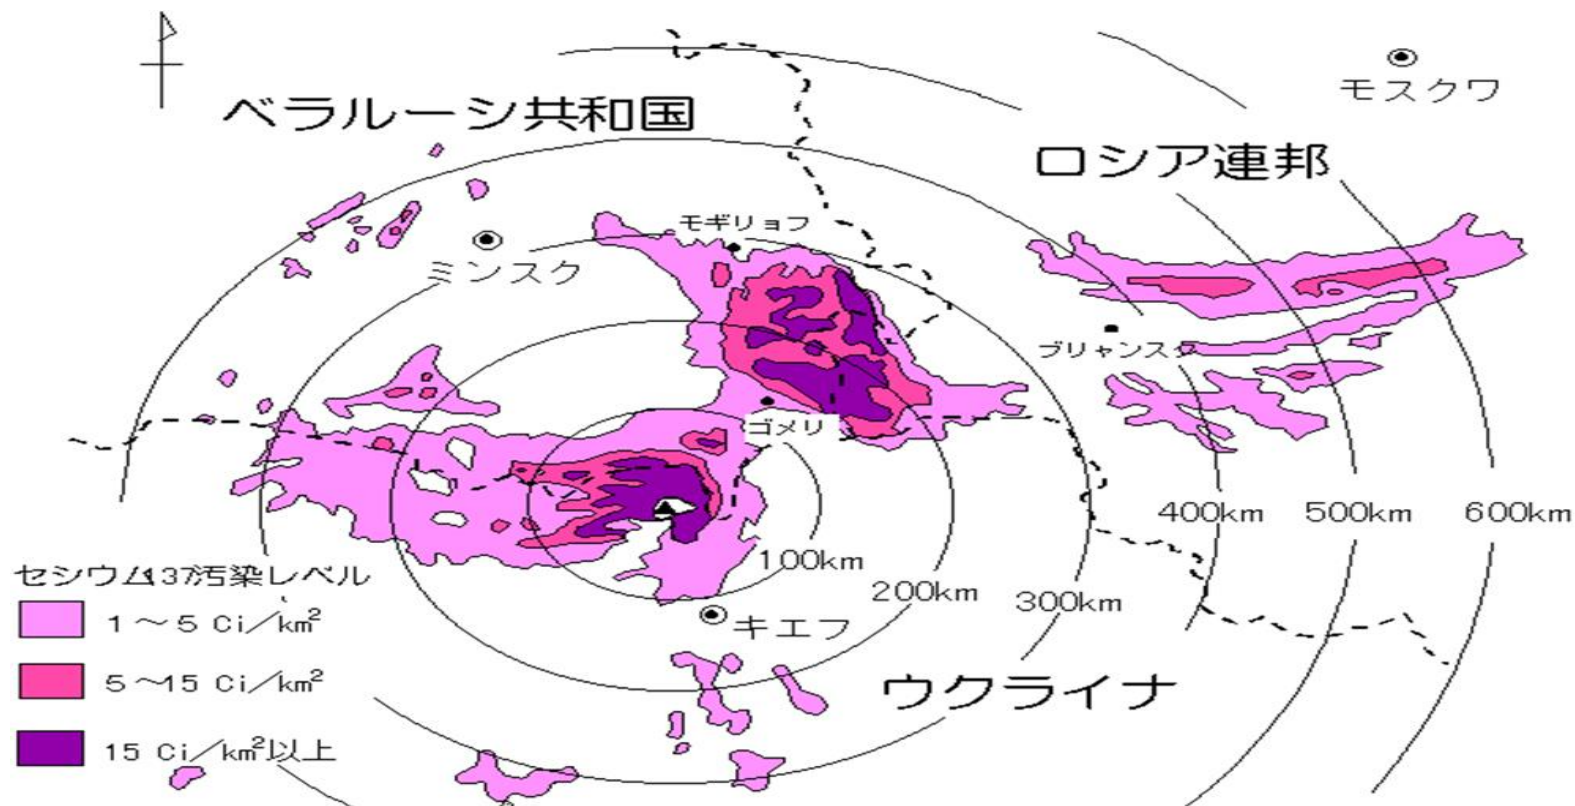 モスクワ
ベラルーシ共和国
ロシア連邦
モギリョフ
ミンスク
ブリャンスク
ゴメリ
400km
500km
600km
100km
200km
300km
キエフ
ウクライナ
セシウム137汚染レベル
1～5 Ci／km²
5～15 Ci／km²
15 Ci／km²以上